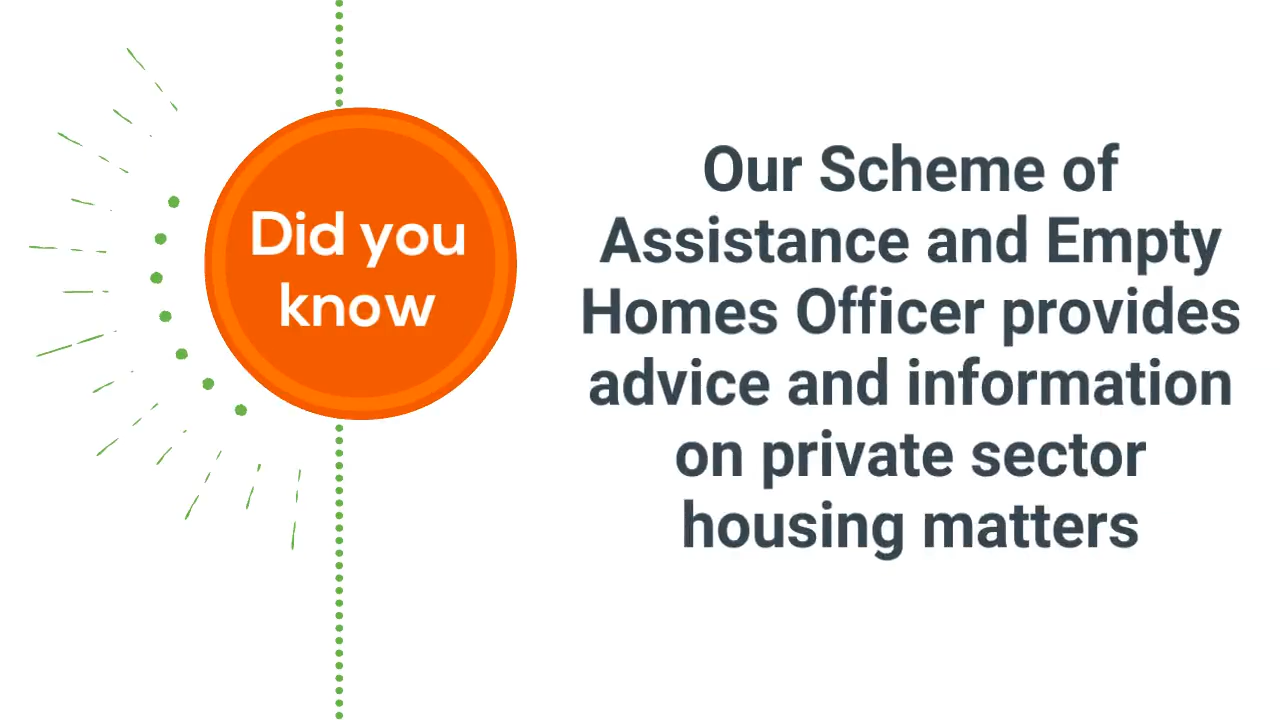 Did you
know
Our Scheme of
Assistance and Empty
Homes Officer provides
advice and information
on private sector
housing matters